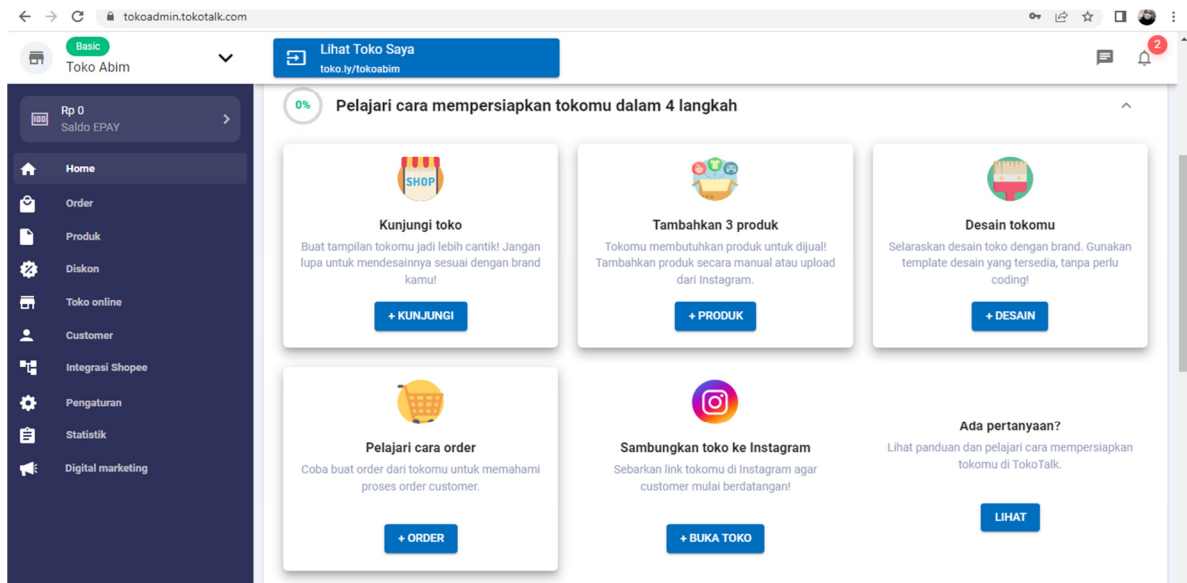 tokoadmin.tokotalk.com
Basic
Toko Abim
Lihat Toko Saya
toko.ly/tokoabim
2
Rp 0
Saldo EPAY
Home
Order
Produk
Diskon
Toko online
Customer
Integrasi Shopee
Pengaturan
Statistik
Digital marketing
0%
Pelajari cara mempersiapkan tokomu dalam 4 langkah
SHOP
Kunjungi toko
Buat tampilan tokomu jadi lebih cantik! Jangan
lupa untuk mendesainnya sesuai dengan brand
kamu!
+ KUNJUNGI
Tambahkan 3 produk
Tokomu membutuhkan produk untuk dijual!
Tambahkan produk secara manual atau upload
dari Instagram.
+ PRODUK
Desain tokomu
Selaraskan desain toko dengan brand. Gunakan
template desain yang tersedia, tanpa perlu
coding!
+ DESAIN
Pelajari cara order
Coba buat order dari tokomu untuk memahami
proses order customer.
+ ORDER
Sambungkan toko ke Instagram
Sebarkan link tokomu di Instagram agar
customer mulai berdatangan!
+ BUKA TOKO
Ada pertanyaan?
Lihat panduan dan pelajari cara mempersiapkan
tokomu di TokoTalk.
LIHAT